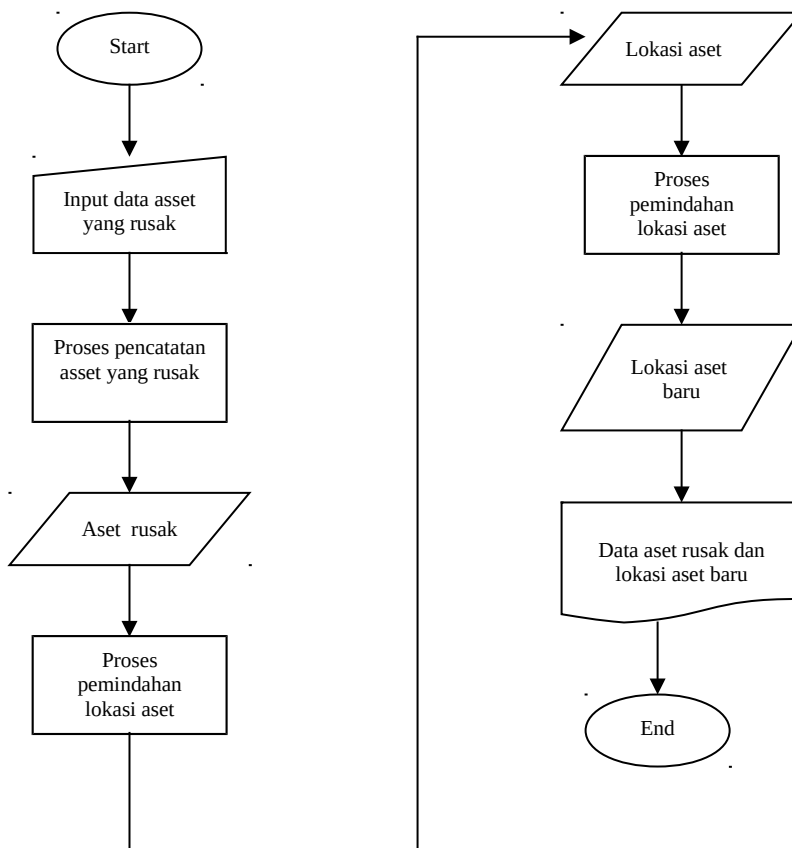 Start
Input data asset
yang rusak
Proses pencatatan
asset yang rusak
Aset rusak
Proses
pemindahan
lokasi aset
Lokasi aset
Proses
pemindahan
lokasi aset
Lokasi aset
baru
Data aset rusak dan
lokasi aset baru
End